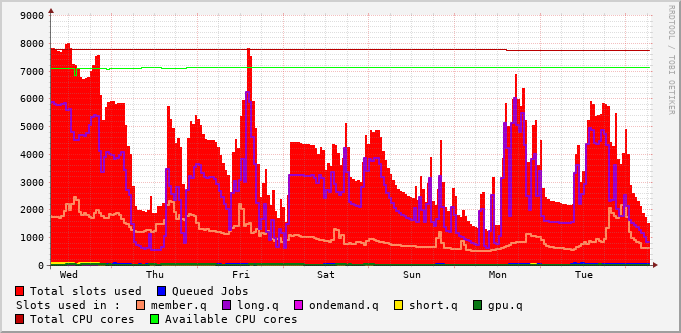 9000
8000
7000
6000
5000
4000
3000
2000
1000
0
Wed Thu Fri Sat Sun Mon Tue
RRDTOOL / TOBI OETIKER
Total slots used Queued Jobs
Slots used in : member.q long.q ondemand.q short.q gpu.q
Total CPU cores Available CPU cores